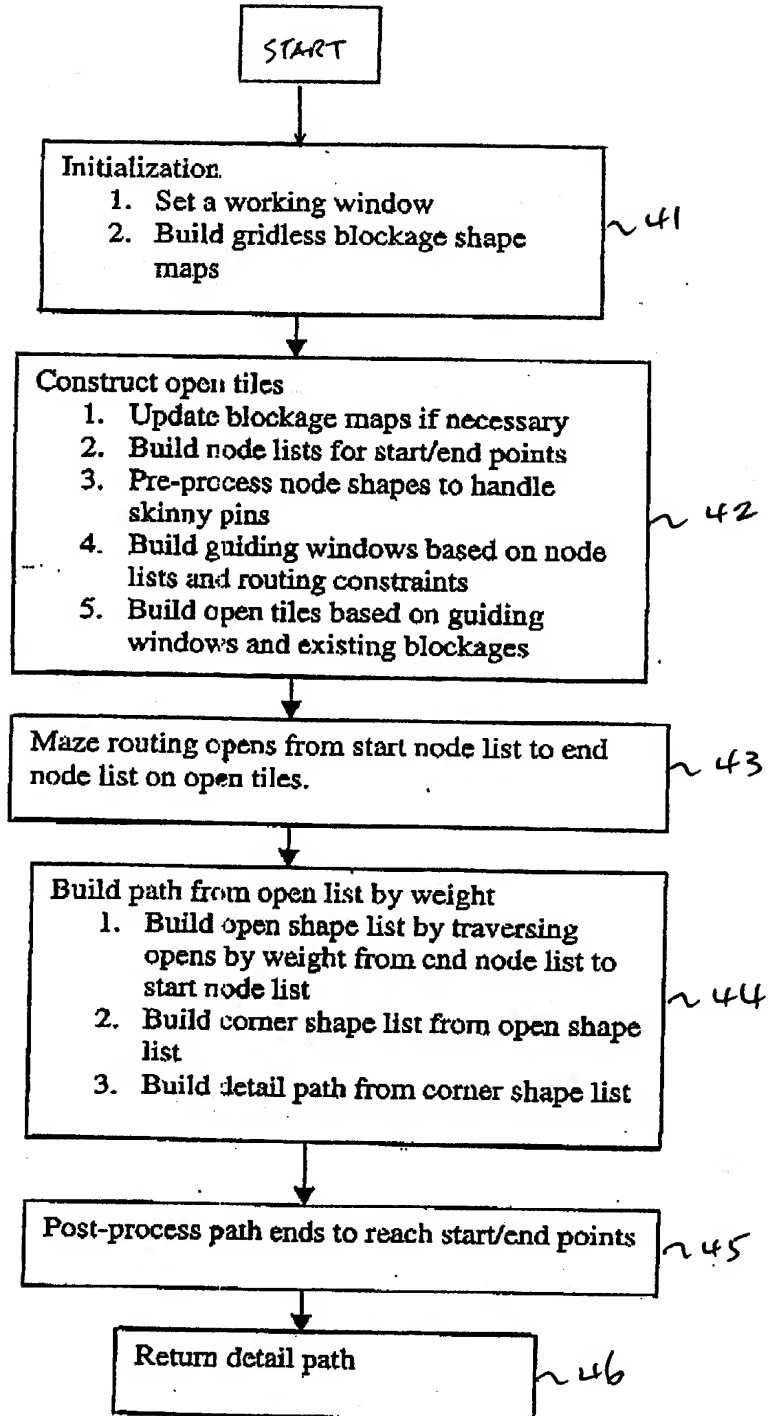 START
Initialization.
1. Set a working window
2. Build gridless blockage shape
maps
~ 41
Construct open tiles
1. Update blockage maps if necessary
2. Build node lists for start/end points
3. Pre-process node shapes to handle
skinny pins
4. Build guiding windows based on node
lists and routing constraints
5. Build open tiles based on guiding
windows and existing blockages
~ 42
Maze routing opens from start node list to end
node list on open tiles.
~ 43
Build path from open list by weight
1. Build open shape list by traversing
opens by weight from end node list to
start node list
2. Build corner shape list from open shape
list
3. Build detail path from corner shape list
~ 44
Post-process path ends to reach start/end points
~ 45
Return detail path
~ 46